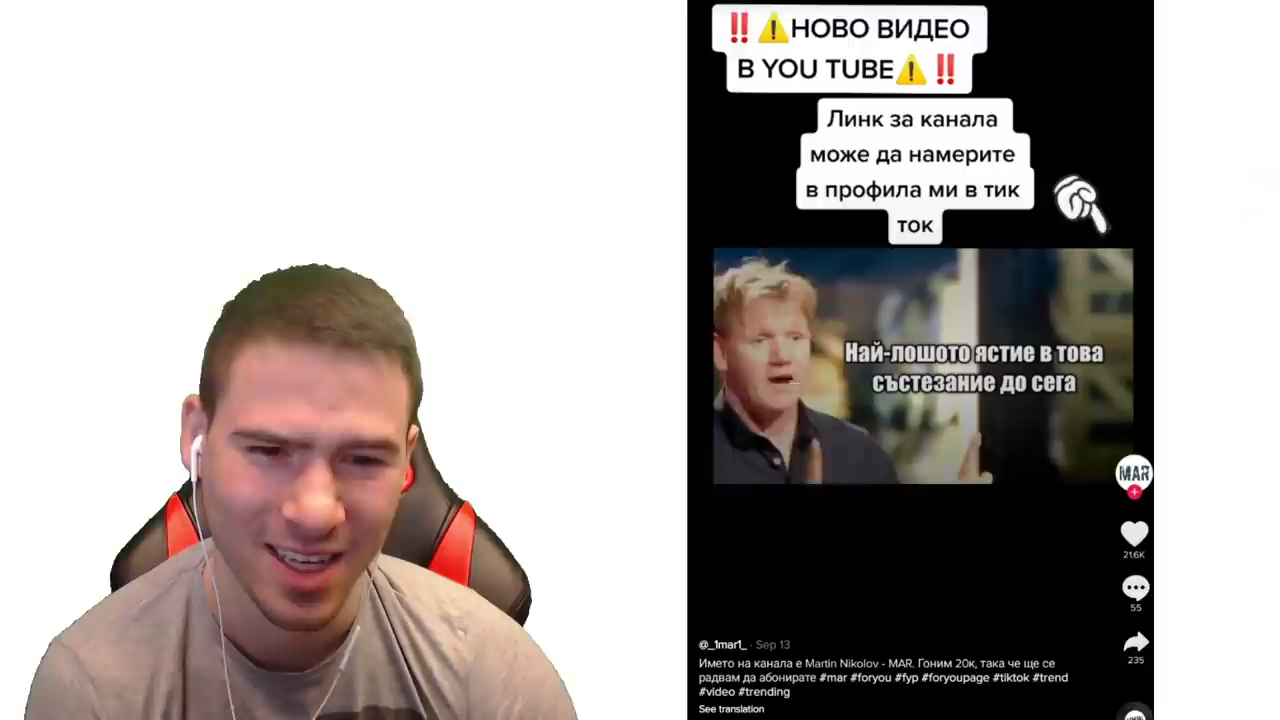 ‼️⚠️НОВО ВИДЕО
В YOU TUBE⚠️‼️
Линк за канала
може да намерите
в профила ми в тик
ток
Най-лошото ястие в това
състезание до сега
MAR
21.6K
55
235
@_1mar1_ · Sep 13
Името на канала е Martin Nikolov - MAR. Гоним 20к, така че ще се
радвам да абонирате #mar #foryou #fyp #foryoupage #tiktok #trend
#video #trending
See translation